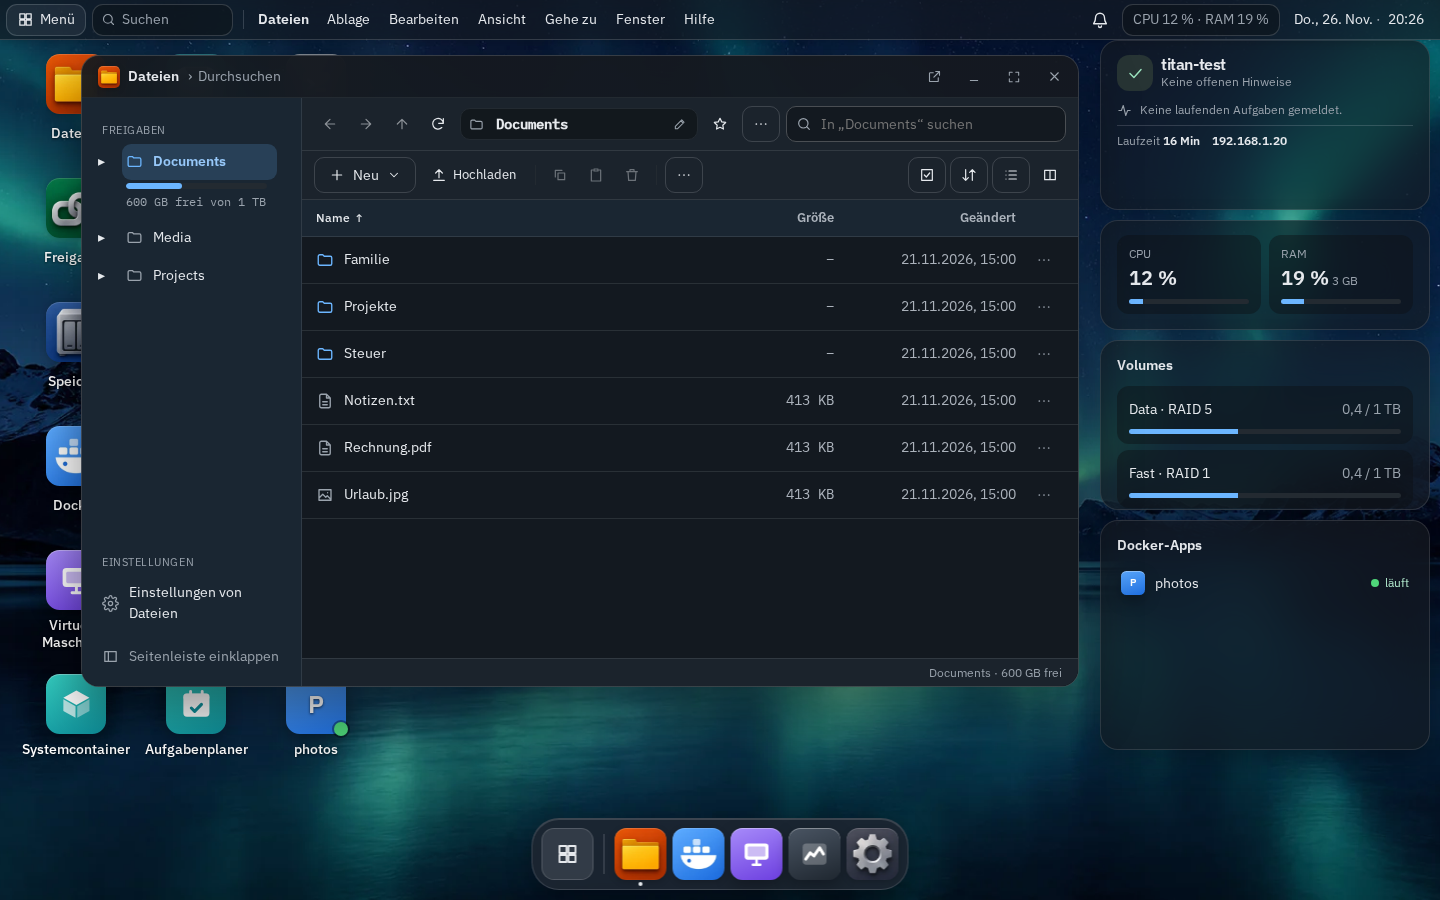 Menü
Suchen
Dateien Ablage Bearbeiten Ansicht Gehe zu Fenster Hilfe
CPU 12 % · RAM 19 %
Do., 26. Nov. · 20:26
Dateien › Durchsuchen
FREIGABEN
Documents
600 GB frei von 1 TB
Media
Projects
EINSTELLUNGEN
Einstellungen von
Dateien
Seitenleiste einklappen
Documents
In „Documents“ suchen
Neu
Hochladen
Name ↑ Größe Geändert
Familie – 21.11.2026, 15:00
Projekte – 21.11.2026, 15:00
Steuer – 21.11.2026, 15:00
Notizen.txt 413 KB 21.11.2026, 15:00
Rechnung.pdf 413 KB 21.11.2026, 15:00
Urlaub.jpg 413 KB 21.11.2026, 15:00
Documents · 600 GB frei
titan-test
Keine offenen Hinweise
Keine laufenden Aufgaben gemeldet.
Laufzeit 16 Min 192.168.1.20
CPU
12 %
RAM
19 % 3 GB
Volumes
Data · RAID 5 0,4 / 1 TB
Fast · RAID 1 0,4 / 1 TB
Docker-Apps
P photos läuft
P
Systemcontainer Aufgabenplaner photos